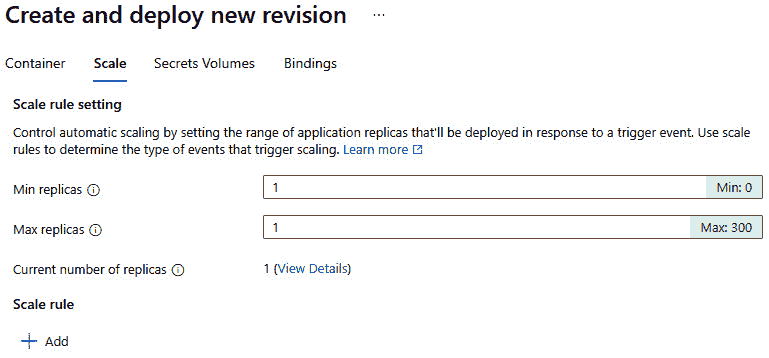 Create and deploy new revision ...
Container Scale Secrets Volumes Bindings
Scale rule setting
Control automatic scaling by setting the range of application replicas that'll be deployed in response to a trigger event. Use scale
rules to determine the type of events that trigger scaling. Learn more
Min replicas 1 Min: 0
Max replicas 1 Max: 300
Current number of replicas 1 (View Details)
Scale rule
+ Add